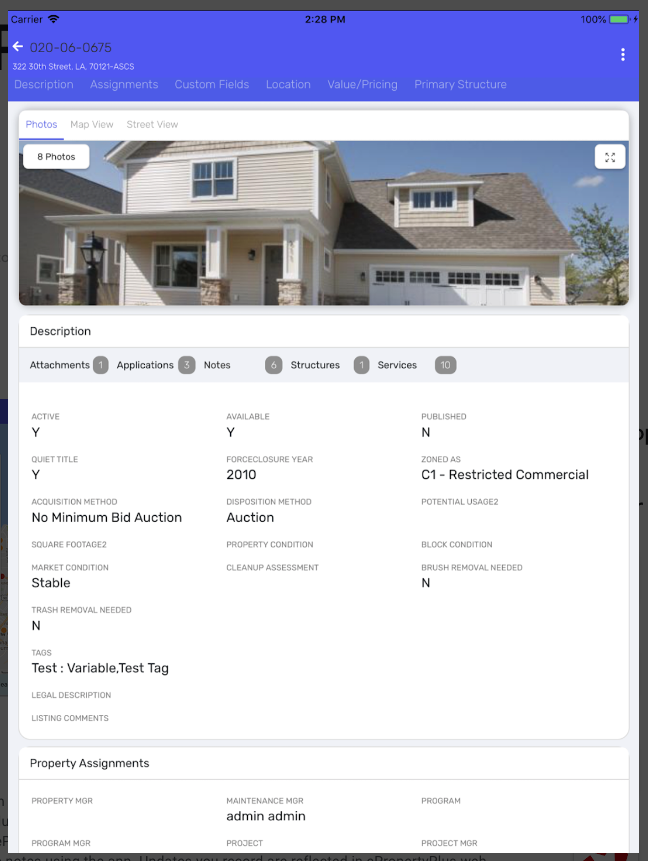 Carrier 2:28 PM 100%
020-06-0675
322 30th Street, LA, 70121-ASCS
Description Assignments Custom Fields Location Value/Pricing Primary Structure
Photos Map View Street View
8 Photos
Description
Attachments 1 Applications 3 Notes 6 Structures 1 Services 10
ACTIVE AVAILABLE PUBLISHED
Y Y N
QUIET TITLE FORCECLOSURE YEAR ZONED AS
Y 2010 C1 - Restricted Commercial
ACQUISITION METHOD DISPOSITION METHOD POTENTIAL USAGE2
No Minimum Bid Auction Auction
SQUARE FOOTAGE2 PROPERTY CONDITION BLOCK CONDITION
MARKET CONDITION CLEANUP ASSESSMENT BRUSH REMOVAL NEEDED
Stable N
TRASH REMOVAL NEEDED
N
TAGS
Test : Variable,Test Tag
LEGAL DESCRIPTION
LISTING COMMENTS
Property Assignments
PROPERTY MGR MAINTENANCE MGR PROGRAM
admin admin
PROGRAM MGR PROJECT PROJECT MGR